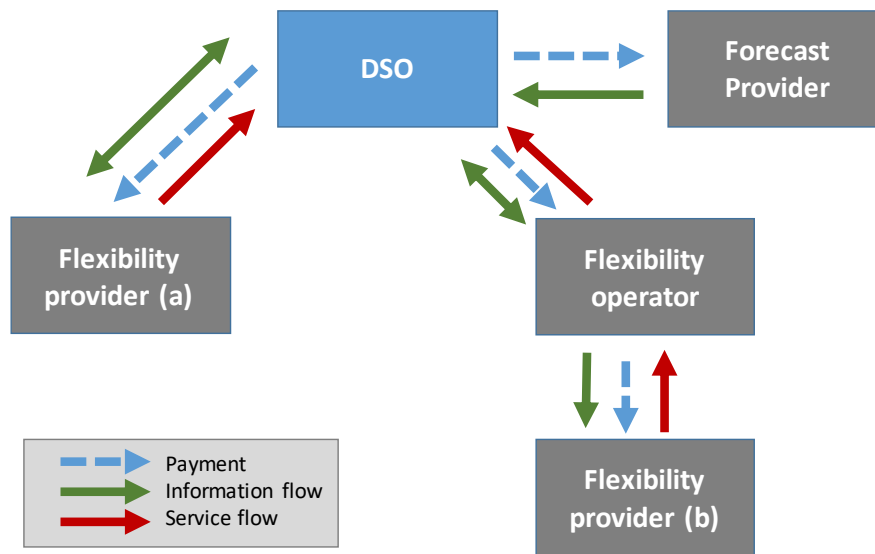 DSO
Forecast
Provider
Flexibility
provider (a)
Flexibility
operator
Flexibility
provider (b)
Payment
Information flow
Service flow